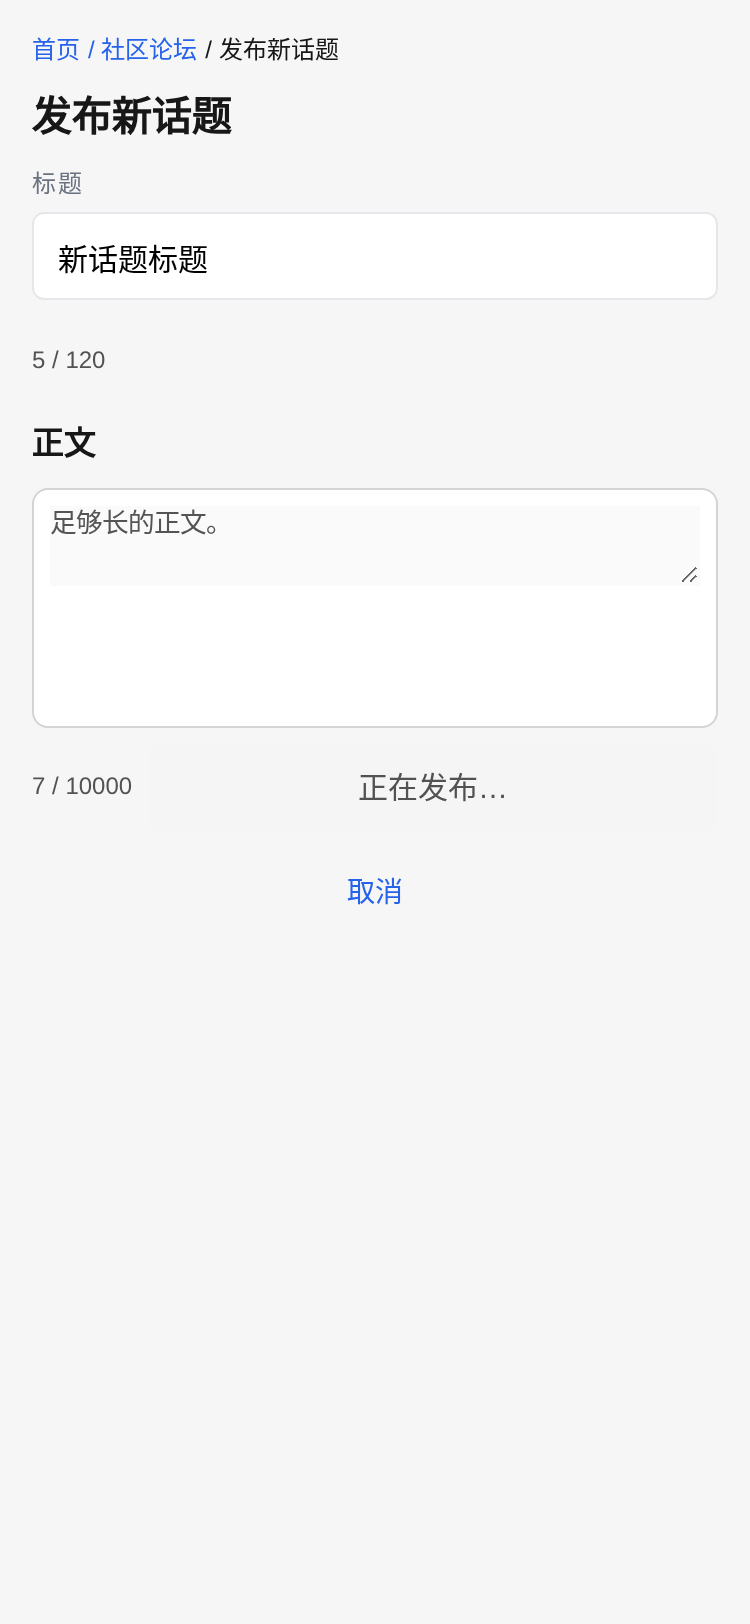 首页 / 社区论坛 / 发布新话题
发布新话题
标题
新话题标题
5 / 120
正文
足够长的正文。
7 / 10000
正在发布…
取消